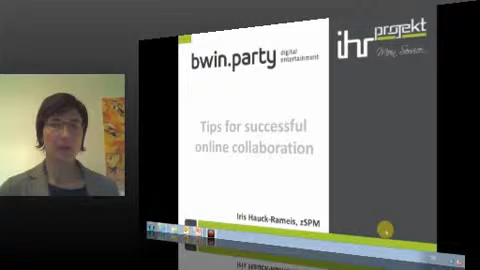 bwin.party
digital
entertainment
ihr projekt
Tips for successful
online collaboration
Iris Hauck-Rameis, zSPM